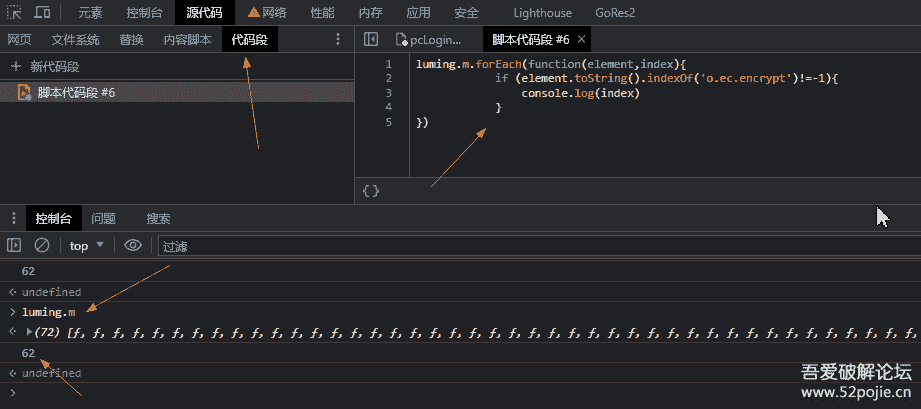 元素 控制台 源代码 网络 性能 内存 应用 安全 Lighthouse GoRes2
网页 文件系统 替换 内容脚本 代码段 pcLogin... 脚本代码段 #6 ×
+ 新代码段
脚本代码段 #6
1 luming.m.forEach(function(element,index){
2 if (element.toString().indexOf('o.ec.encrypt')!=-1){
3 console.log(index)
4 }
5 })
{}
控制台 问题 搜索
top ▼ 过滤
62
undefined
> luming.m
(72) [f, f, f, f, f, f, f, f, f, f, f, f, f, f, f, f, f, f, f, f, f, f, f, f, f, f, f, f, f, f, f, f, f, f, f, f, f, f, f,
62
undefined
>
吾爱破解论坛
www.52pojie.cn